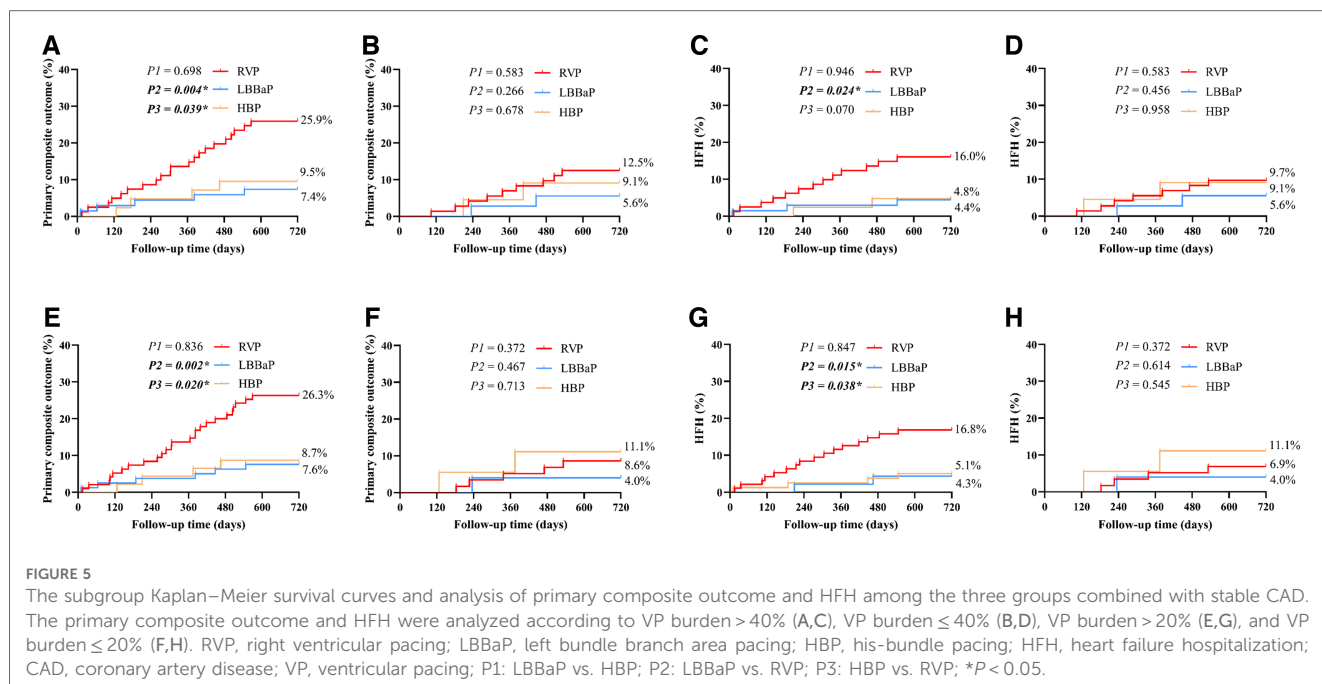 A
B
C
D
P1 = 0.698
RVP
P2 = 0.004*
LBBaP
P3 = 0.039*
HBP
Primary composite outcome (%)
40
30
20
10
0
25.9%
9.5%
7.4%
0 120 240 360 480 600 720
Follow-up time (days)
P1 = 0.583
RVP
P2 = 0.266
LBBaP
P3 = 0.678
HBP
Primary composite outcome (%)
40
30
20
10
0
12.5%
9.1%
5.6%
0 120 240 360 480 600 720
Follow-up time (days)
P1 = 0.946
RVP
P2 = 0.024*
LBBaP
P3 = 0.070
HBP
HFH (%)
40
30
20
10
0
16.0%
4.8%
4.4%
0 120 240 360 480 600 720
Follow-up time (days)
P1 = 0.583
RVP
P2 = 0.456
LBBaP
P3 = 0.958
HBP
HFH (%)
40
30
20
10
0
9.7%
9.1%
5.6%
0 120 240 360 480 600 720
Follow-up time (days)
E
F
G
H
P1 = 0.836
RVP
P2 = 0.002*
LBBaP
P3 = 0.020*
HBP
Primary composite outcome (%)
40
30
20
10
0
26.3%
8.7%
7.6%
0 120 240 360 480 600 720
Follow-up time (days)
P1 = 0.372
RVP
P2 = 0.467
LBBaP
P3 = 0.713
HBP
Primary composite outcome (%)
40
30
20
10
0
11.1%
8.6%
4.0%
0 120 240 360 480 600 720
Follow-up time (days)
P1 = 0.847
RVP
P2 = 0.015*
LBBaP
P3 = 0.038*
HBP
HFH (%)
40
30
20
10
0
16.8%
5.1%
4.3%
0 120 240 360 480 600 720
Follow-up time (days)
P1 = 0.372
RVP
P2 = 0.614
LBBaP
P3 = 0.545
HBP
HFH (%)
40
30
20
10
0
11.1%
6.9%
4.0%
0 120 240 360 480 600 720
Follow-up time (days)
FIGURE 5
The subgroup Kaplan–Meier survival curves and analysis of primary composite outcome and HFH among the three groups combined with stable CAD.
The primary composite outcome and HFH were analyzed according to VP burden > 40% (A,C), VP burden ≤ 40% (B,D), VP burden > 20% (E,G), and VP
burden ≤ 20% (F,H). RVP, right ventricular pacing; LBBaP, left bundle branch area pacing; HBP, his-bundle pacing; HFH, heart failure hospitalization;
CAD, coronary artery disease; VP, ventricular pacing; P1: LBBaP vs. HBP; P2: LBBaP vs. RVP; P3: HBP vs. RVP; *P < 0.05.